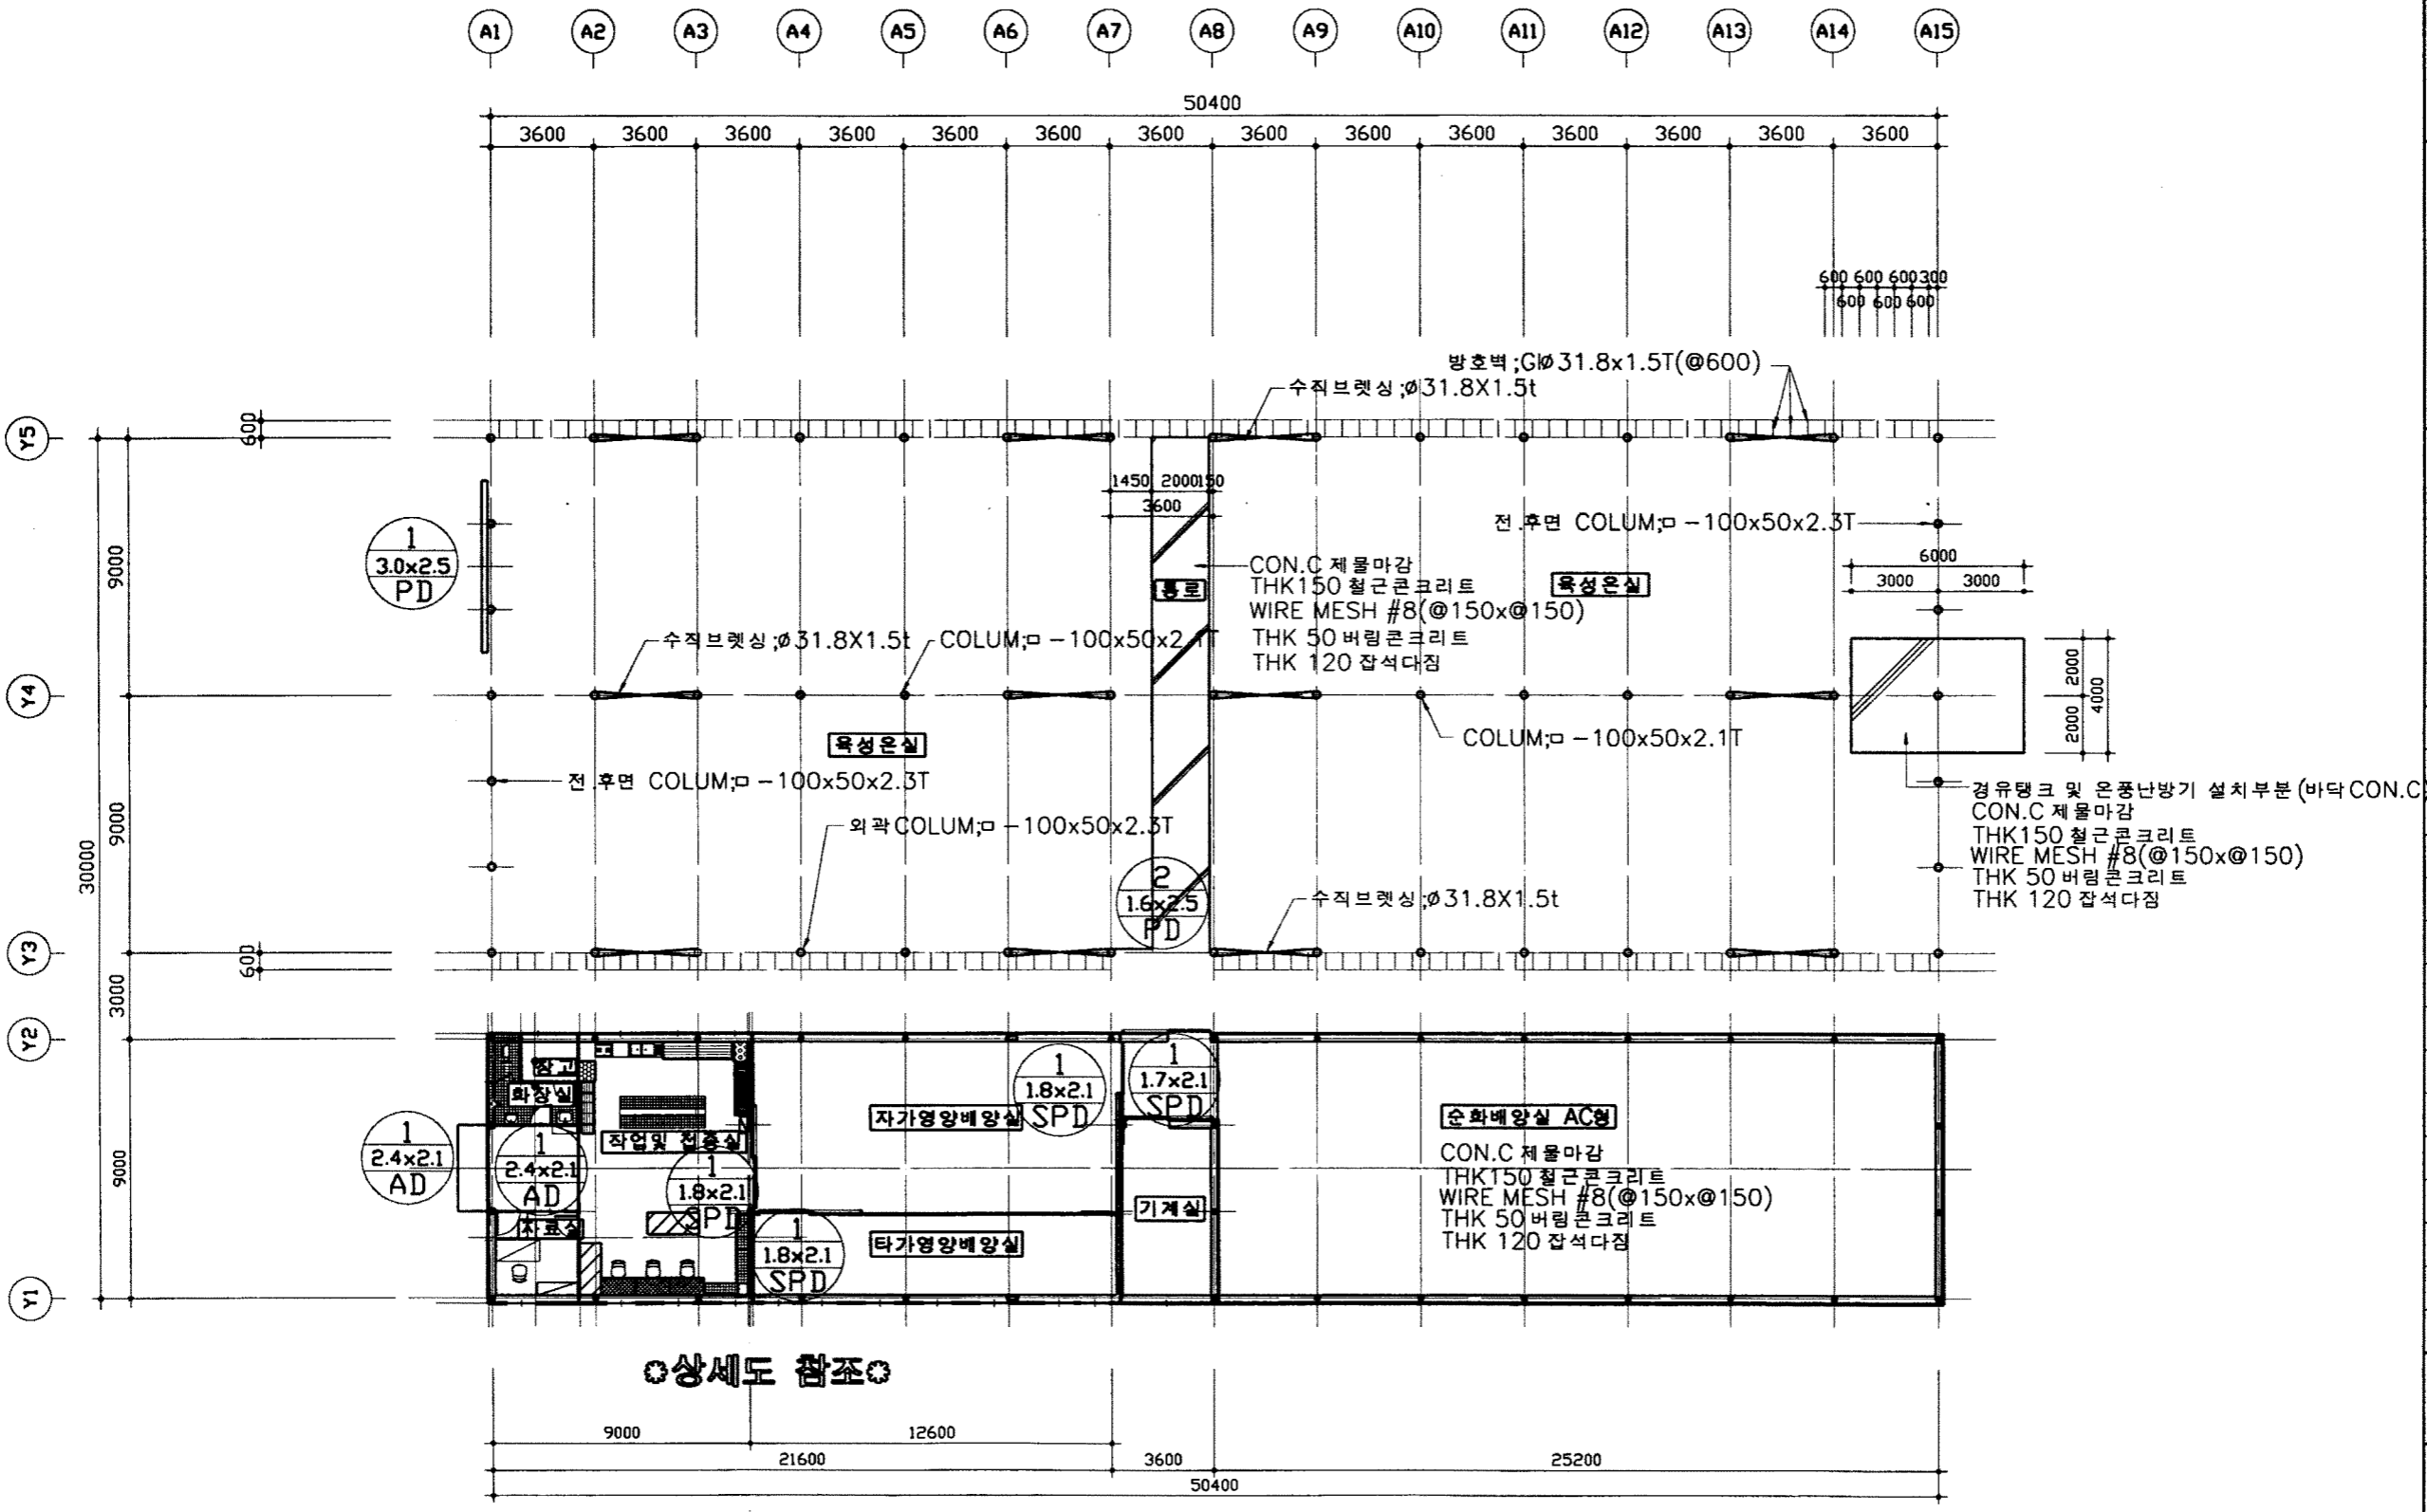 A1 A2 A3 A4 A5 A6 A7 A8 A9 A10 A11 A12 A13 A14 A15
50400
3600 3600 3600 3600 3600 3600 3600 3600 3600 3600 3600 3600 3600 3600
600 600 600 300
600 600 600
방호벽;GIØ31.8x1.5T(@600)
수직브렛싱;Ø31.8X1.5t
Y5
600
1450 2000 150
3600
전.후면 COLUM;□-100x50x2.3T
1
3.0x2.5
PD
9000
CON.C 제물마감
THK150 철근콘크리트
WIRE MESH #8(@150x@150)
THK 50 버림콘크리트
THK 120 잡석다짐
통로
육성온실
6000
3000 3000
수직브렛싱;Ø31.8X1.5t
COLUM;□-100x50x2.1T
Y4
2000
2000
4000
육성온실
COLUM;□-100x50x2.1T
전.후면 COLUM;□-100x50x2.3T
외곽COLUM;□-100x50x2.3T
경유탱크 및 온풍난방기 설치부분(바닥CON.C
CON.C 제물마감
THK150 철근콘크리트
WIRE MESH #8(@150x@150)
THK 50 버림콘크리트
THK 120 잡석다짐
9000
30000
2
1.6x2.5
PD
수직브렛싱;Ø31.8X1.5t
Y3
600
3000
Y2
창고
화장실
1
2.4x2.1
AD
1
2.4x2.1
AD
작업및 접종실
1
1.8x2.1
SPD
자료실
자가영양배양실
1
1.8x2.1
SPD
1
1.7x2.1
SPD
타가영양배양실
1
1.8x2.1
SPD
기계실
순화배양실 AC형
CON.C 제물마감
THK150 철근콘크리트
WIRE MESH #8(@150x@150)
THK 50 버림콘크리트
THK 120 잡석다짐
9000
Y1
상세도 참조
9000 12600
21600 3600 25200
50400